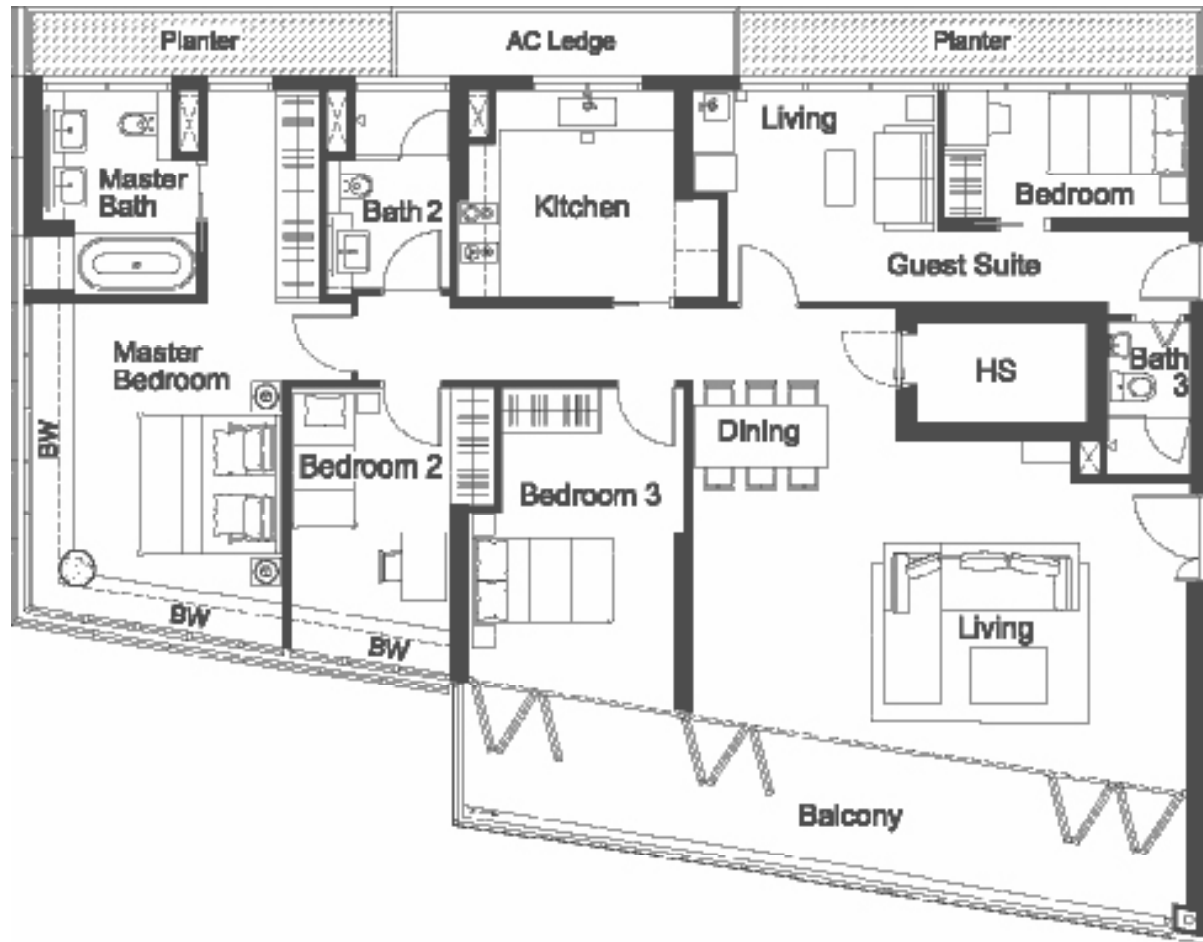 Planter
AC Ledge
Planter
Living
Master
Bath
Bath 2
Kitchen
Bedroom
Guest Suite
Master
Bedroom
HS
Bath
3
BW
Dining
Bedroom 2
Bedroom 3
BW
BW
Living
Balcony